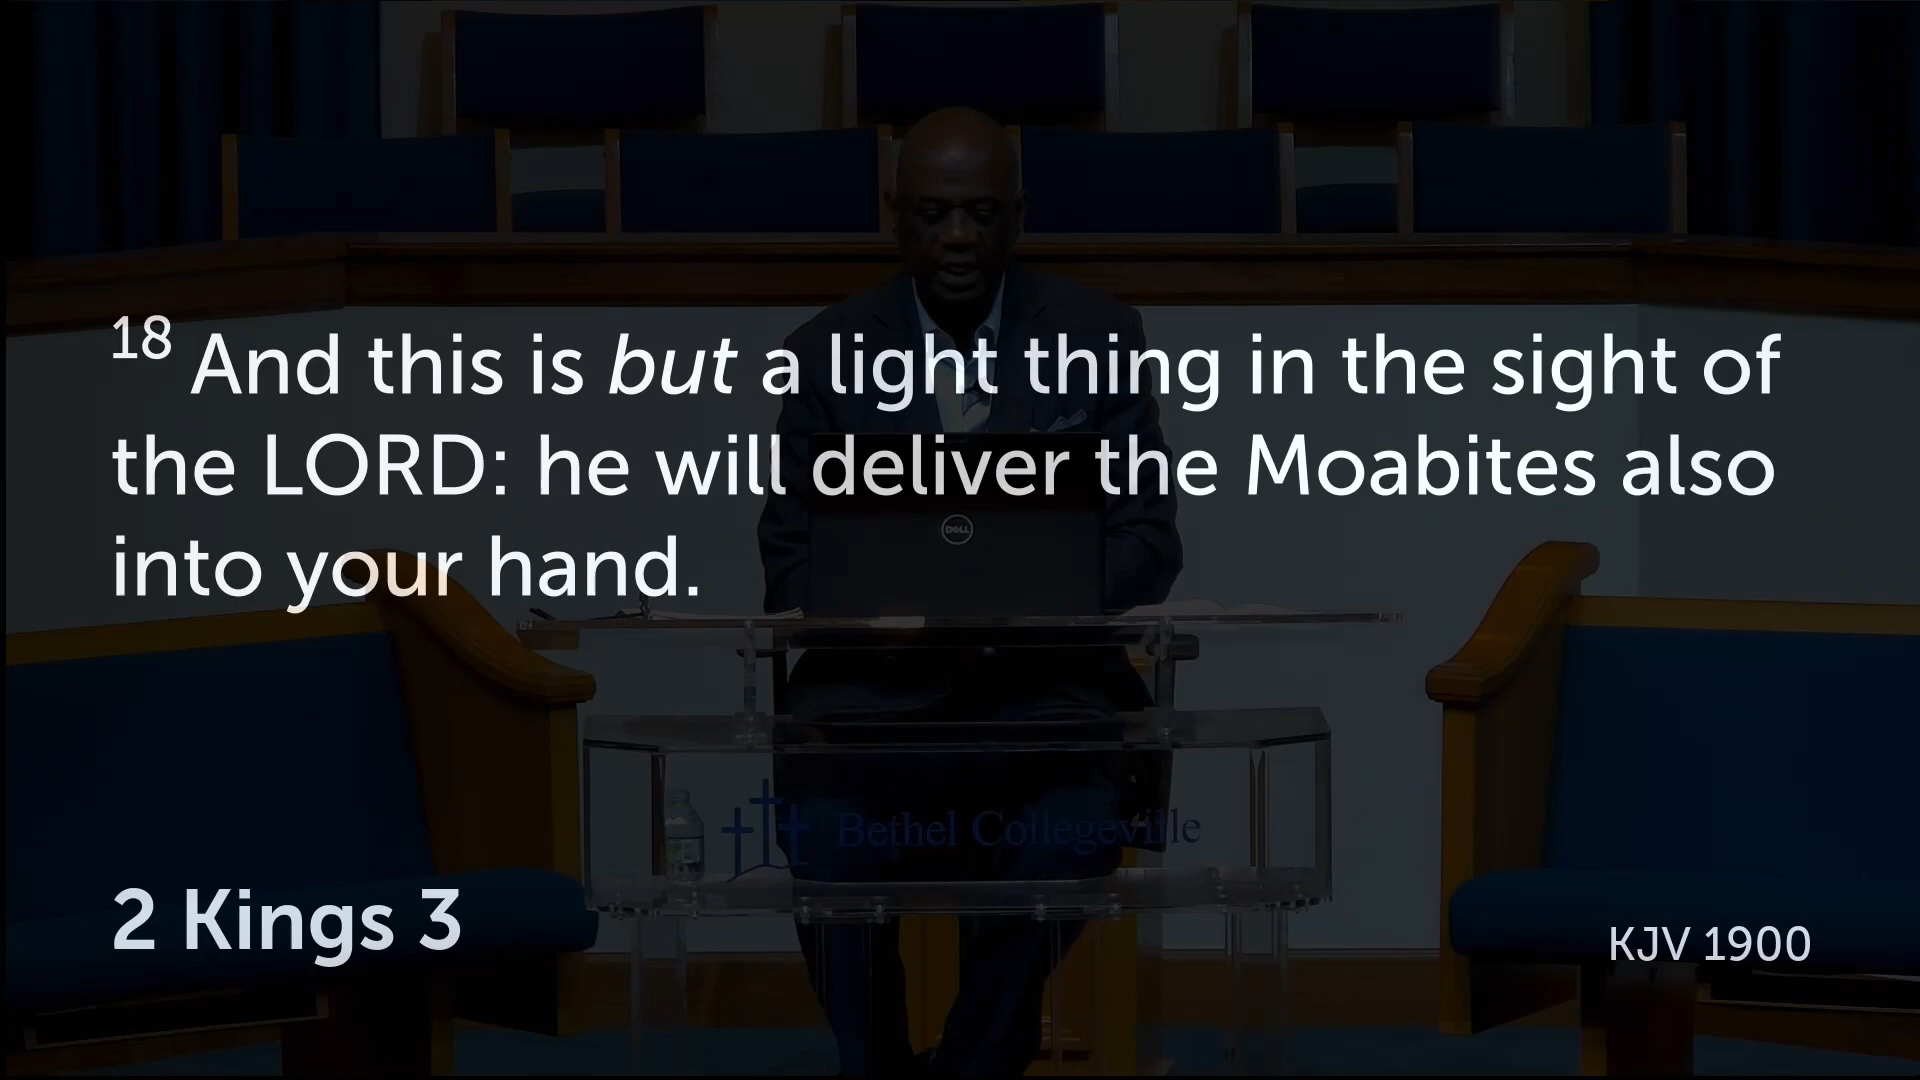 18 And this is but a light thing in the sight of
the LORD: he will deliver the Moabites also
into your hand.
DELL
Bethel Collegeville
2 Kings 3
KJV 1900